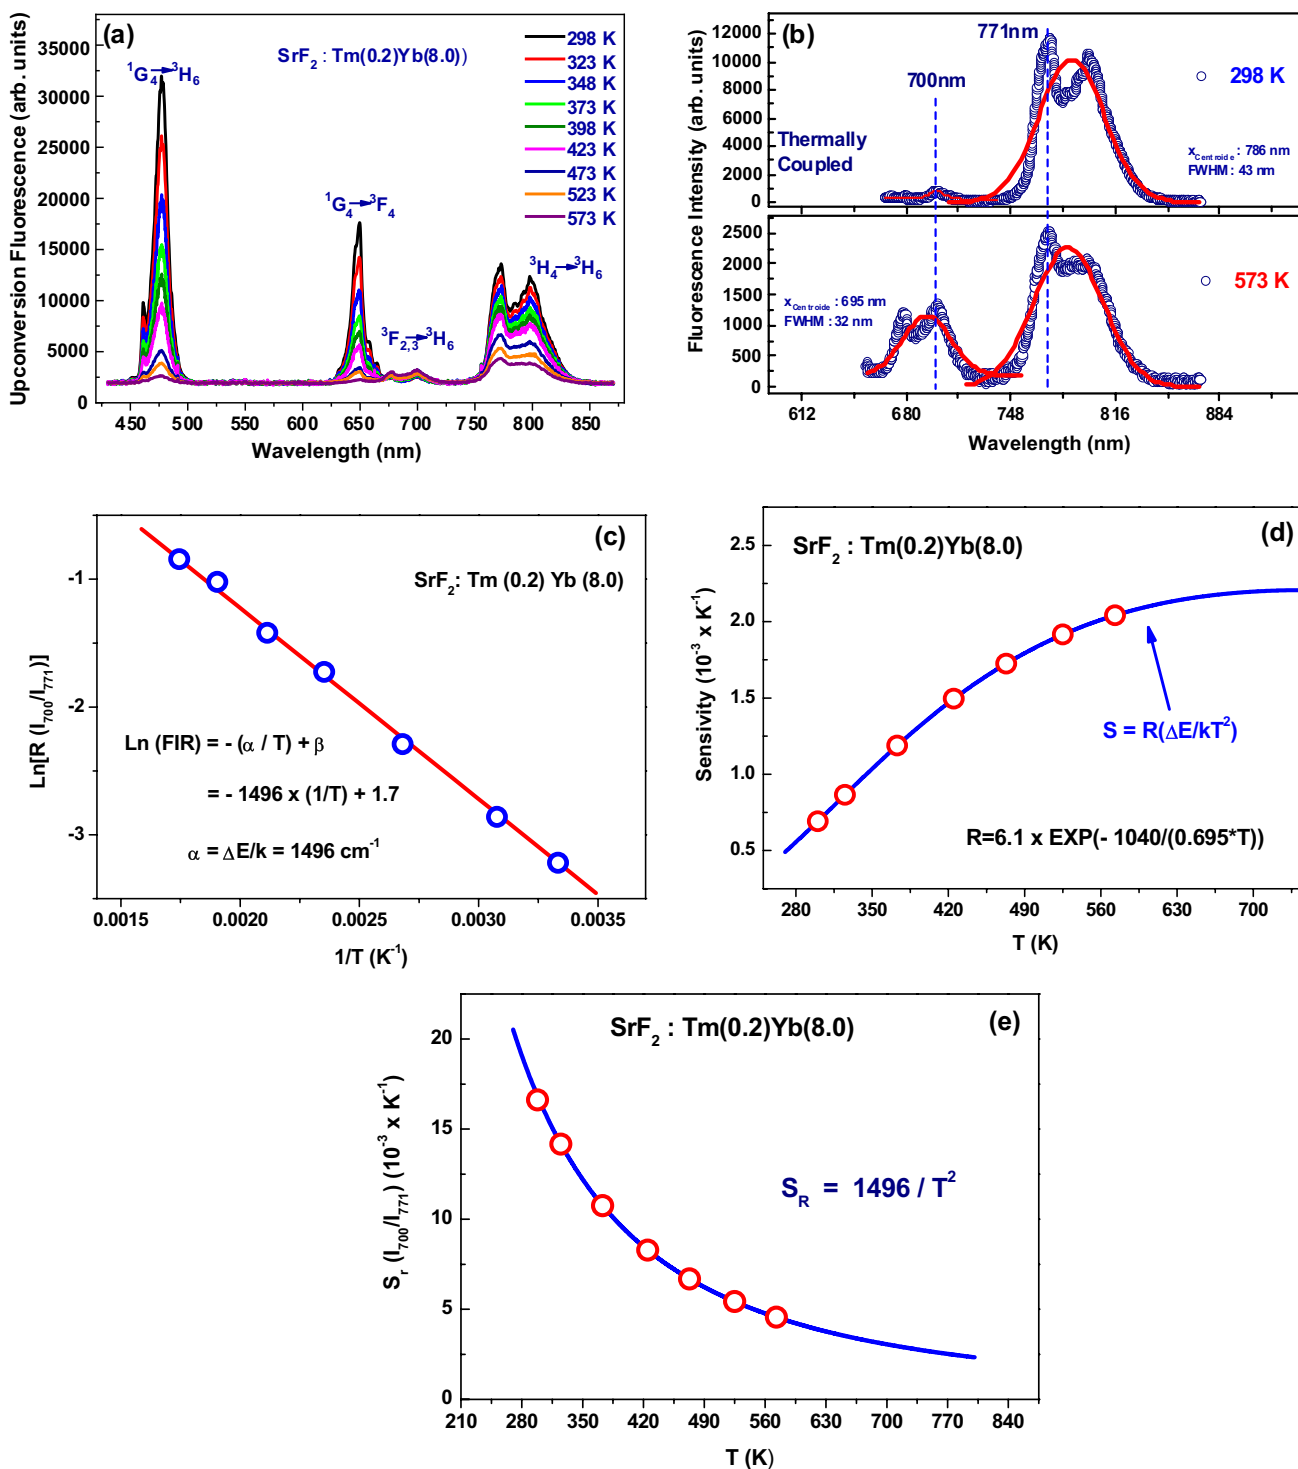 (a)
SrF2 : Tm(0.2)Yb(8.0))
1G4→3H6
1G4→3F4
3F2,3→3H6
3H4→3H6
298 K
323 K
348 K
373 K
398 K
423 K
473 K
523 K
573 K
Upconversion Fluorescence (arb. units)
35000
30000
25000
20000
15000
10000
5000
0
450 500 550 600 650 700 750 800 850
Wavelength (nm)
(b)
771nm
700nm
298 K
Thermally
Coupled
xCentroide : 786 nm
FWHM : 43 nm
14000
12000
10000
8000
6000
4000
2000
0
573 K
xCentroide : 695 nm
FWHM : 32 nm
2500
2000
1500
1000
500
0
Fluorescence Intensity (arb. units)
612 680 748 816 884
Wavelength (nm)
(c)
SrF2: Tm (0.2) Yb (8.0)
Ln (FIR) = - (α / T) + β
= - 1496 x (1/T) + 1.7
α = ΔE/k = 1496 cm-1
Ln[R (I700/I771)]
-1
-2
-3
0.0015 0.0020 0.0025 0.0030 0.0035
1/T (K-1)
(d)
SrF2 : Tm(0.2)Yb(8.0)
S = R(ΔE/kT2)
R=6.1 x EXP(- 1040/(0.695*T))
Sensivity (10-3 x K-1)
2.5
2.0
1.5
1.0
0.5
280 350 420 490 560 630 700
T (K)
(e)
SrF2 : Tm(0.2)Yb(8.0)
SR = 1496 / T2
Sr (I700/I771) (10-3 x K-1)
20
15
10
5
0
210 280 350 420 490 560 630 700 770 840
T (K)